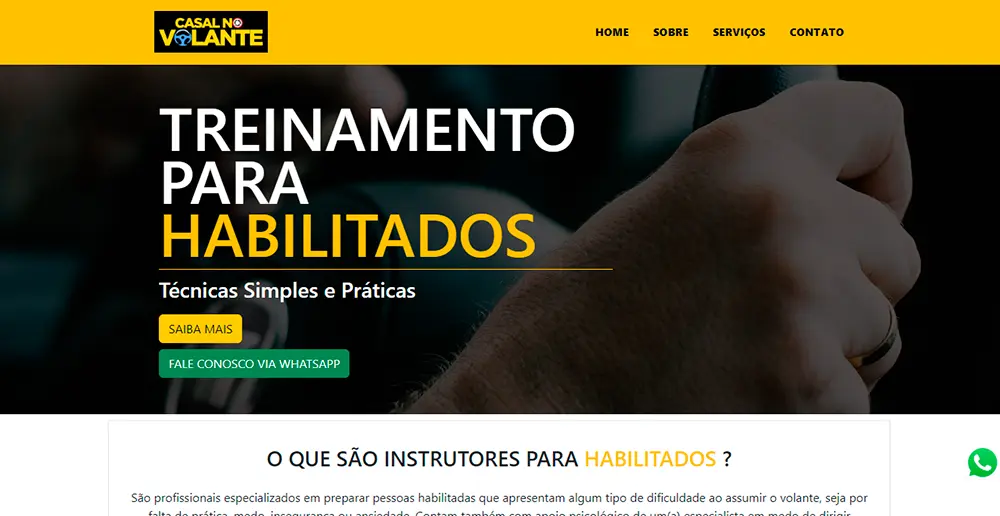 CASAL NO
VOLANTE
HOME SOBRE SERVIÇOS CONTATO
TREINAMENTO
PARA
HABILITADOS
Técnicas Simples e Práticas
SAIBA MAIS
FALE CONOSCO VIA WHATSAPP
O QUE SÃO INSTRUTORES PARA HABILITADOS ?
São profissionais especializados em preparar pessoas habilitadas que apresentam algum tipo de dificuldade ao assumir o volante, seja por
falta de prática, medo, insegurança ou ansiedade. Contam também com apoio psicológico de um(a) especialista em medo de dirigir